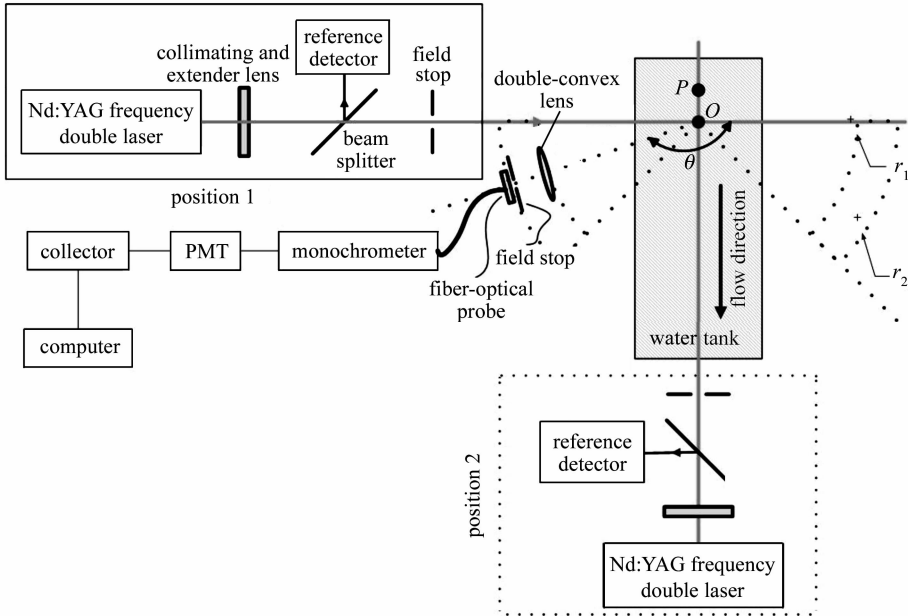 reference
detector
collimating and
extender lens
field
stop
Nd:YAG frequency
double laser
beam
splitter
position 1
double-convex
lens
P
O
θ
r1
r2
collector
PMT
monochrometer
field stop
fiber-optical
probe
computer
flow direction
water tank
reference
detector
position 2
Nd:YAG frequency
double laser